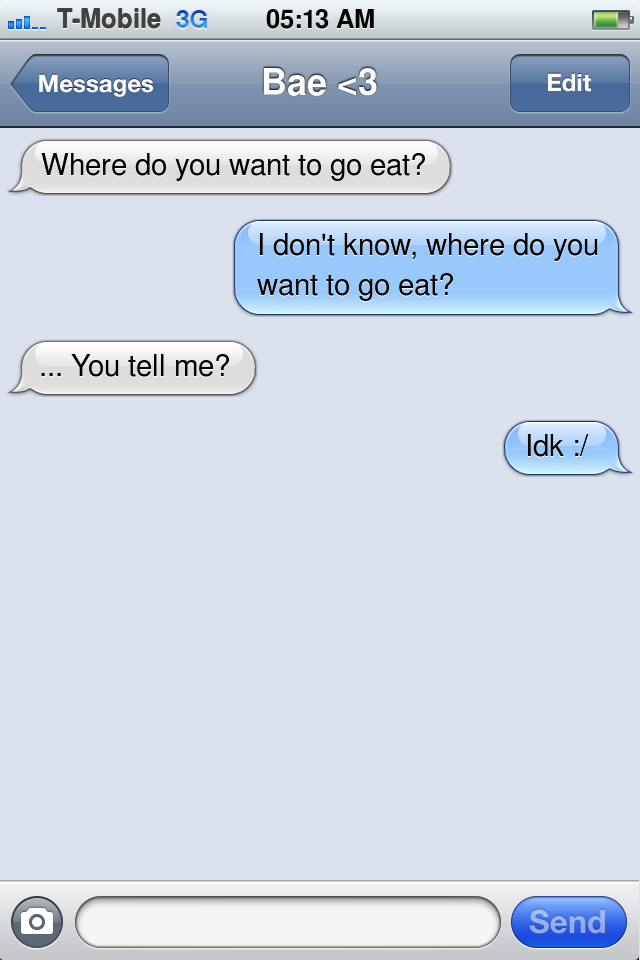 T-Mobile 3G 05:13 AM
Messages Bae <3 Edit
Where do you want to go eat?
I don't know, where do you
want to go eat?
... You tell me?
Idk :/
Send